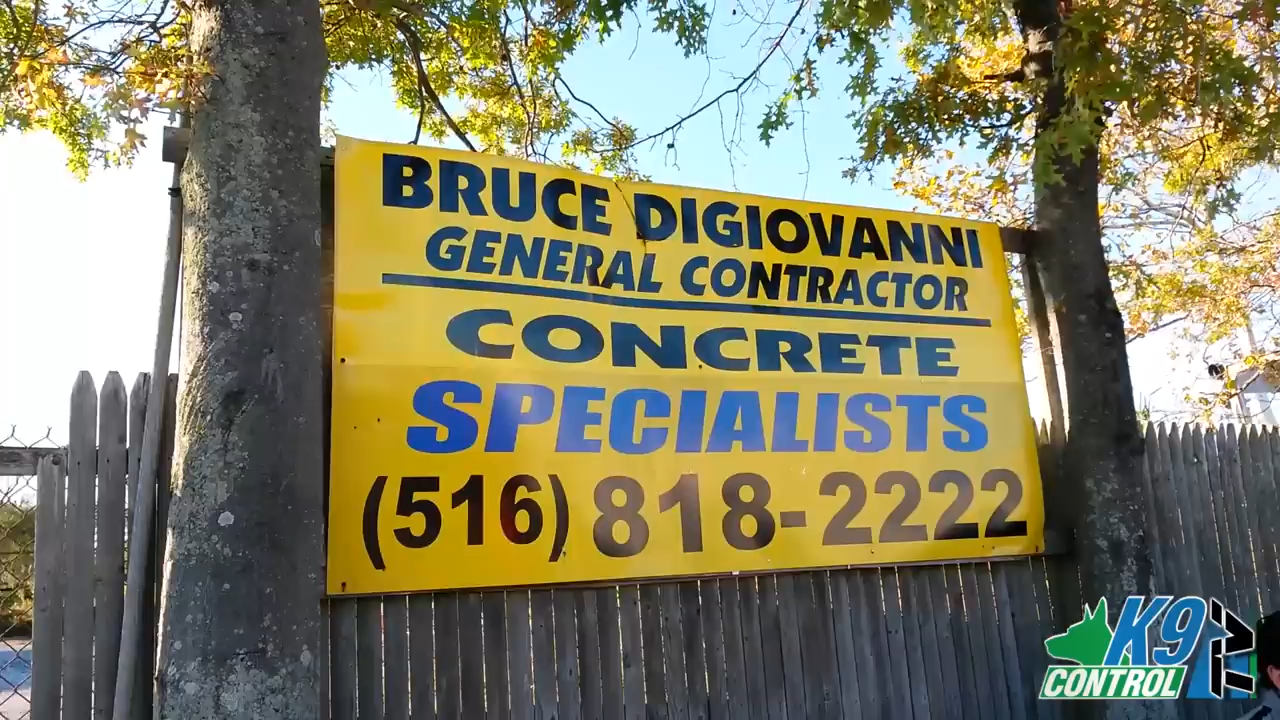 BRUCE DIGIOVANNI
GENERAL CONTRACTOR
CONCRETE
SPECIALISTS
(516) 818-2222
K9
CONTROL